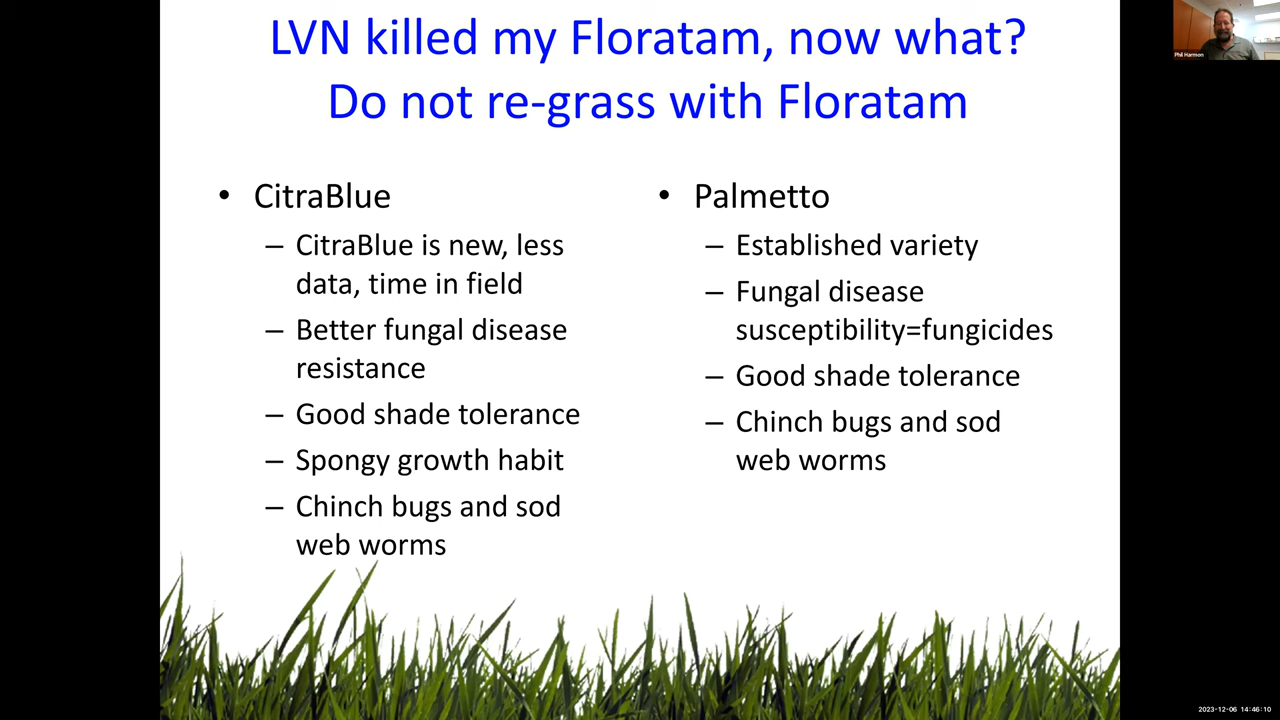 LVN killed my Floratam, now what?
Do not re-grass with Floratam
• CitraBlue
– CitraBlue is new, less
data, time in field
– Better fungal disease
resistance
– Good shade tolerance
– Spongy growth habit
– Chinch bugs and sod
web worms
• Palmetto
– Established variety
– Fungal disease
susceptibility=fungicides
– Good shade tolerance
– Chinch bugs and sod
web worms
Phil Harmon
2023-12-06 14:46:10